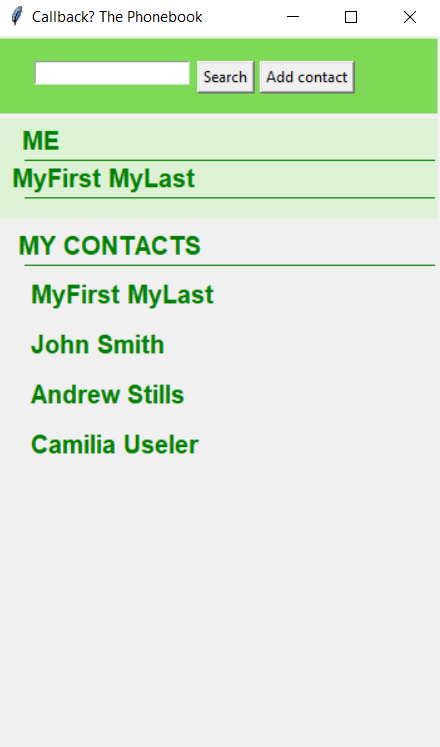 Callback? The Phonebook
Search Add contact
ME
MyFirst MyLast
MY CONTACTS
MyFirst MyLast
John Smith
Andrew Stills
Camilia Useler